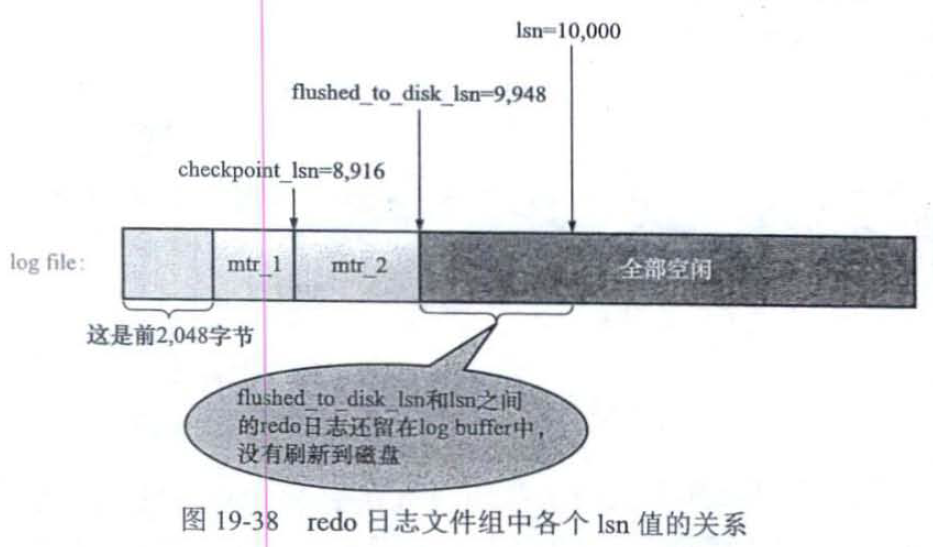 lsn=10,000
flushed_to_disk_lsn=9,948
checkpoint_lsn=8,916
log file:
mtr_1
mtr_2
全部空闲
这是前2,048字节
flushed_to_disk_lsn和lsn之间
的redo日志还留在log buffer中，
没有刷新到磁盘
图 19-38 redo 日志文件组中各个 lsn 值的关系